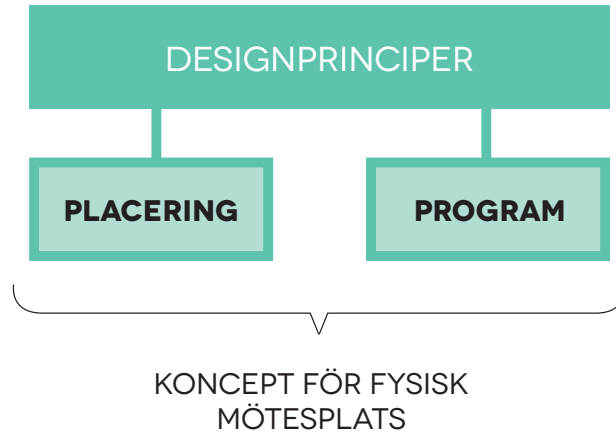 DESIGNPRINCIPER
PLACERING
PROGRAM
KONCEPT FÖR FYSISK
MÖTESPLATS